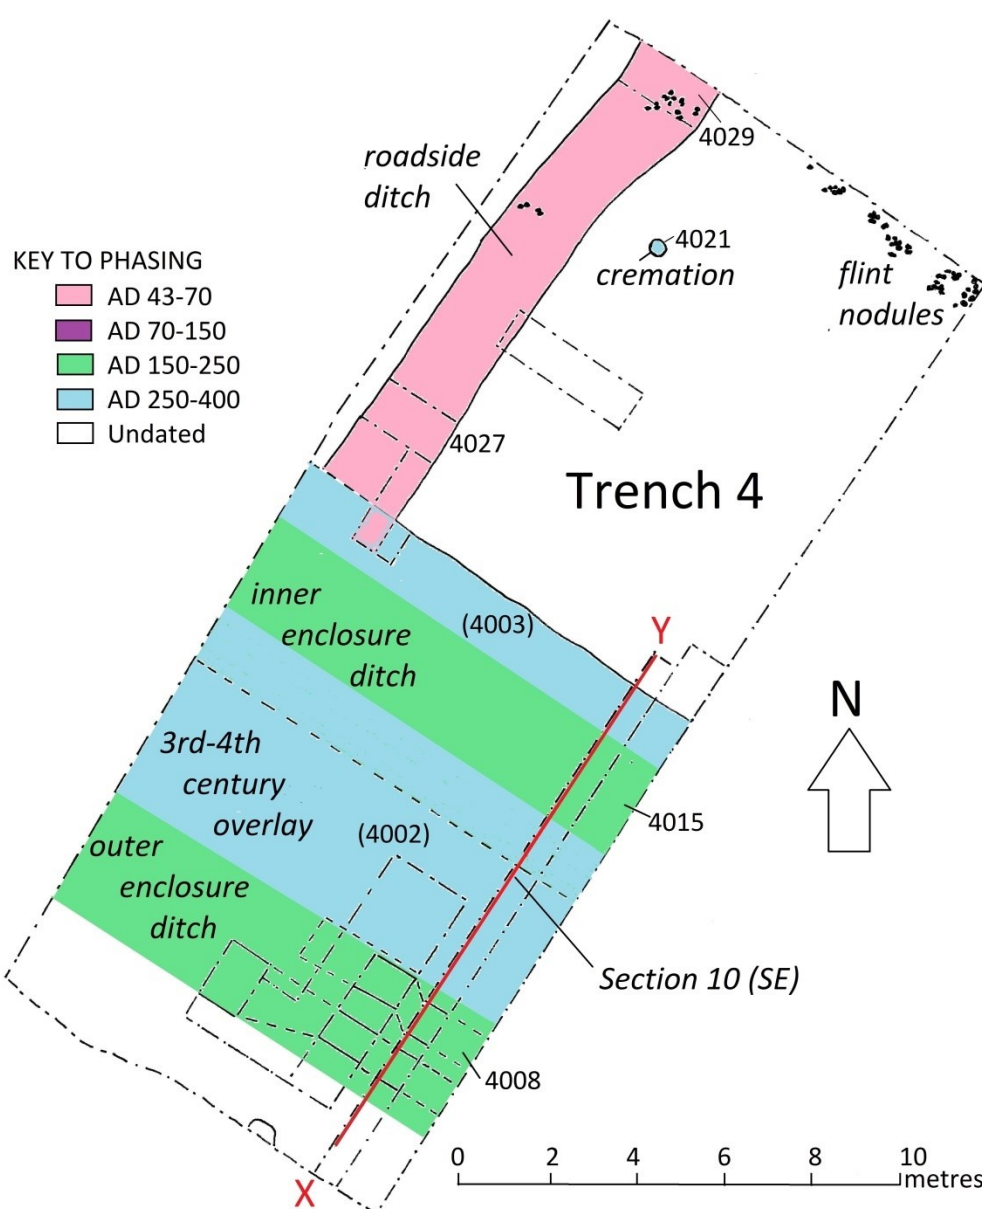 4029
roadside
ditch
4021
cremation
flint
nodules
KEY TO PHASING
AD 43-70
AD 70-150
AD 150-250
AD 250-400
Undated
4027
Trench 4
inner
enclosure
ditch
(4003)
Y
N
3rd-4th
century
overlay
(4002)
4015
outer
enclosure
ditch
Section 10 (SE)
4008
X
0 2 4 6 8 10
metres